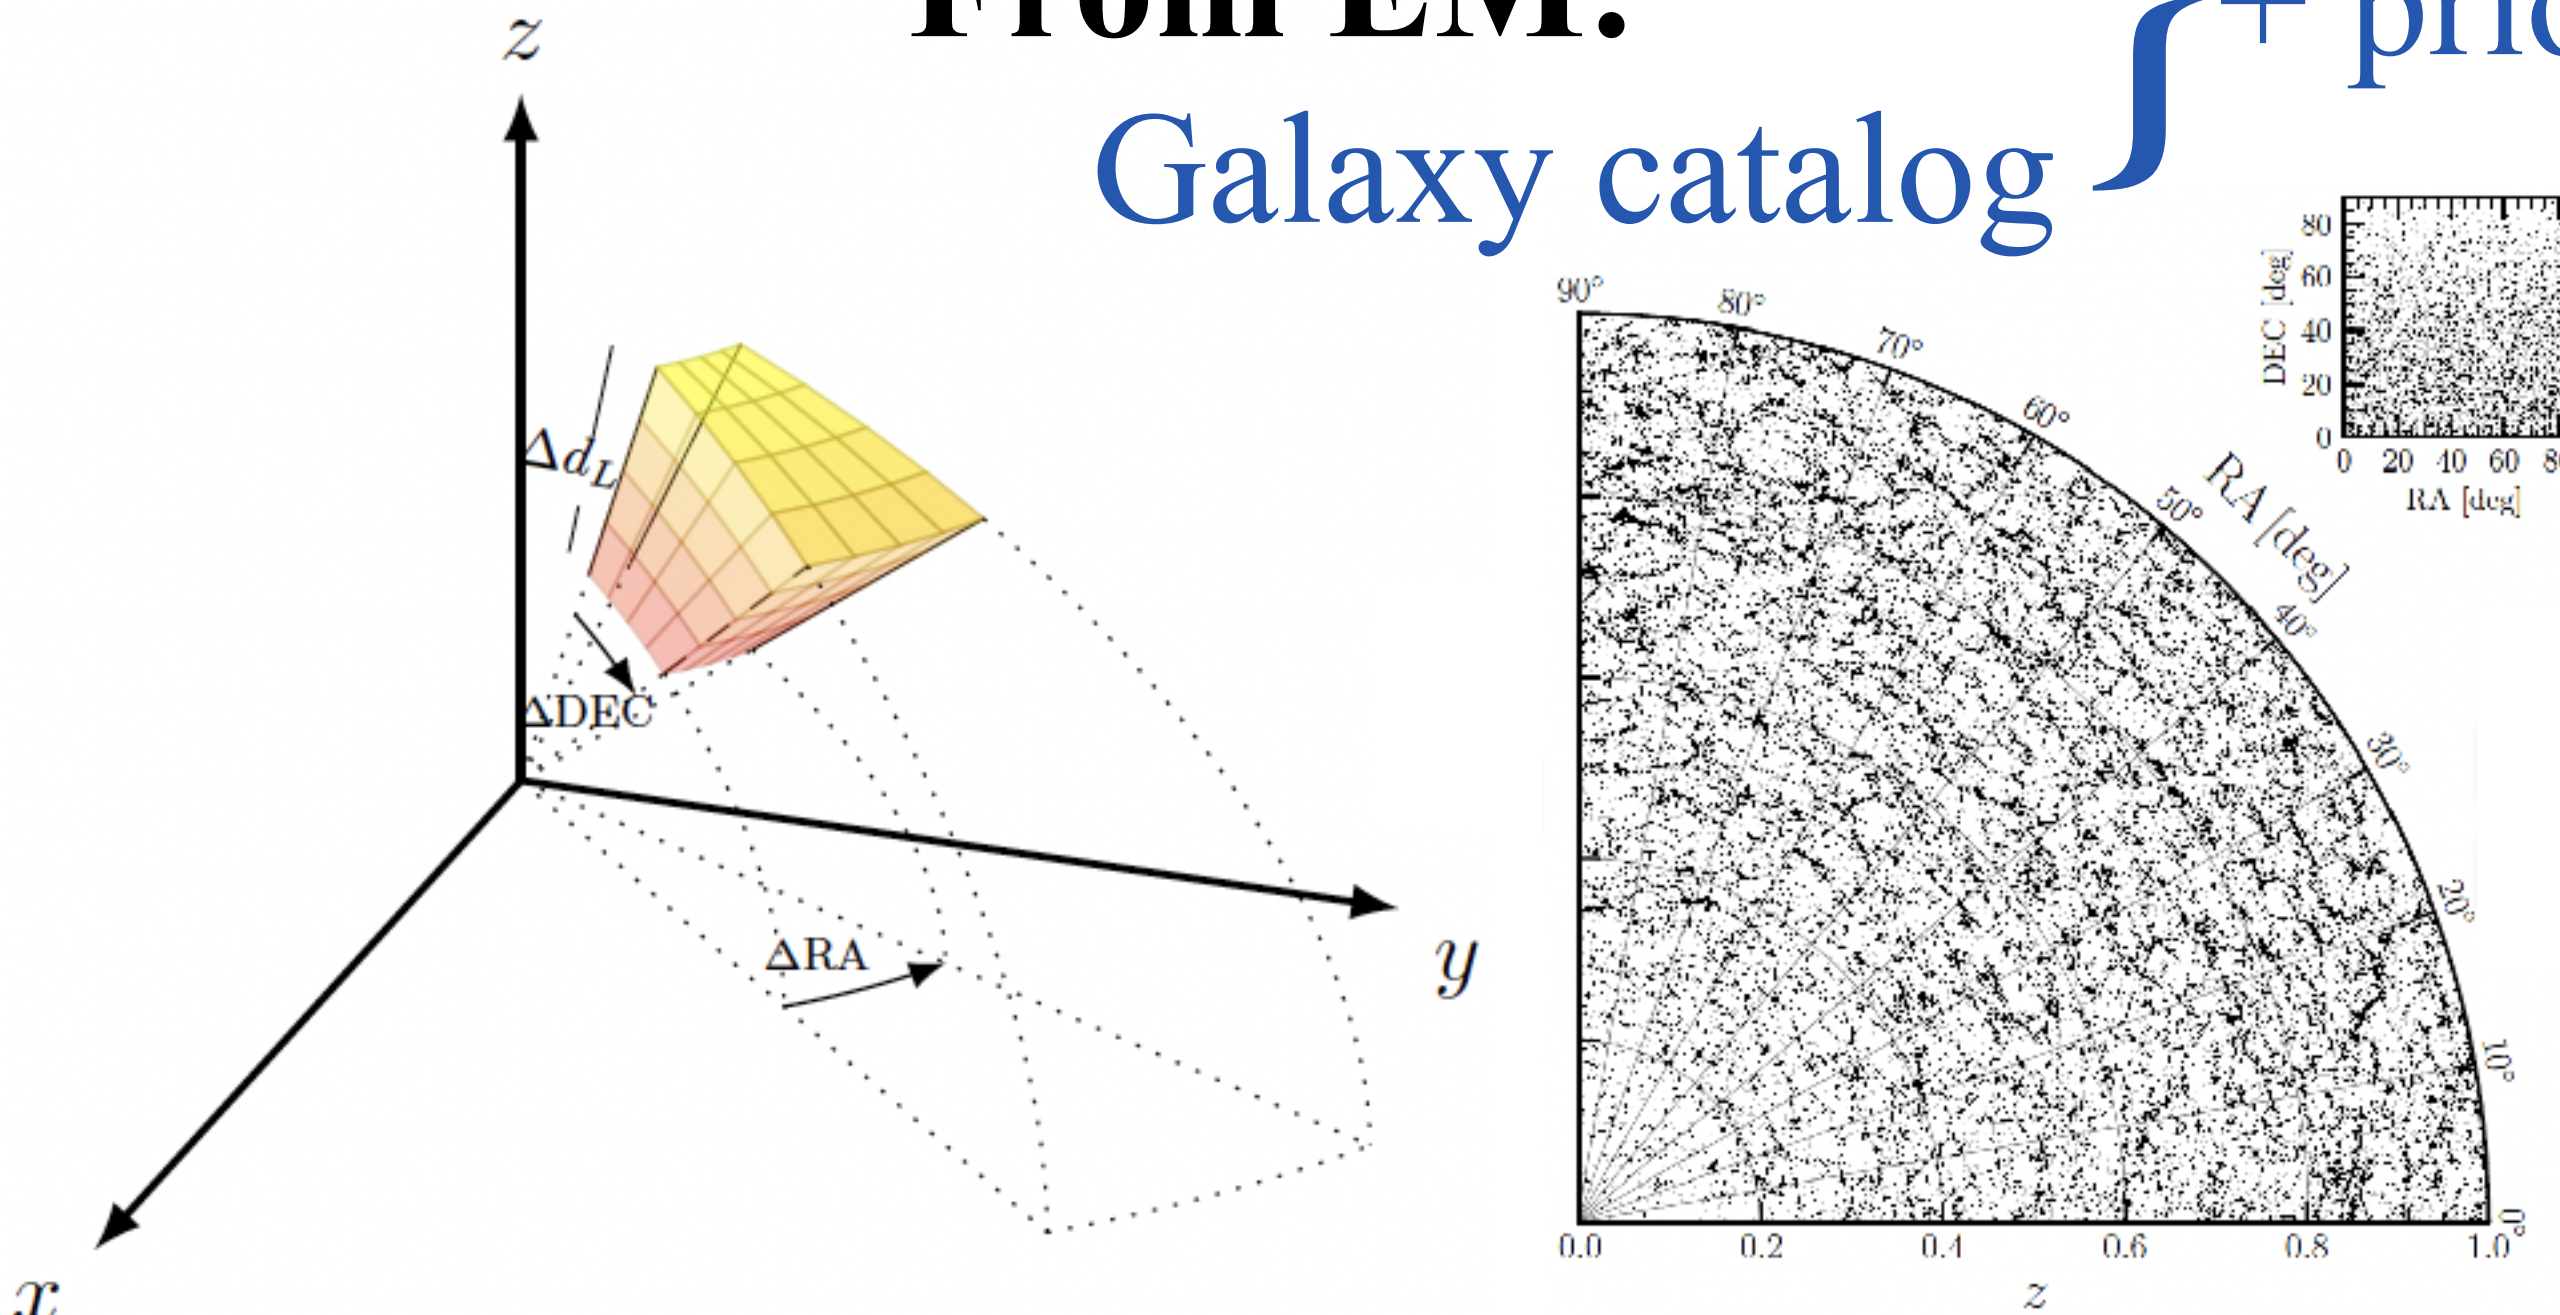 From EM:
+
Galaxy catalog
z
Δd_L
ΔDEC
ΔRA
y
x
90°
80°
70°
60°
50°
40°
30°
20°
10°
0°
RA [deg]
0.0 0.2 0.4 0.6 0.8 1.0
z
DEC [deg]
80
60
40
20
0
0 20 40 60
RA [deg]